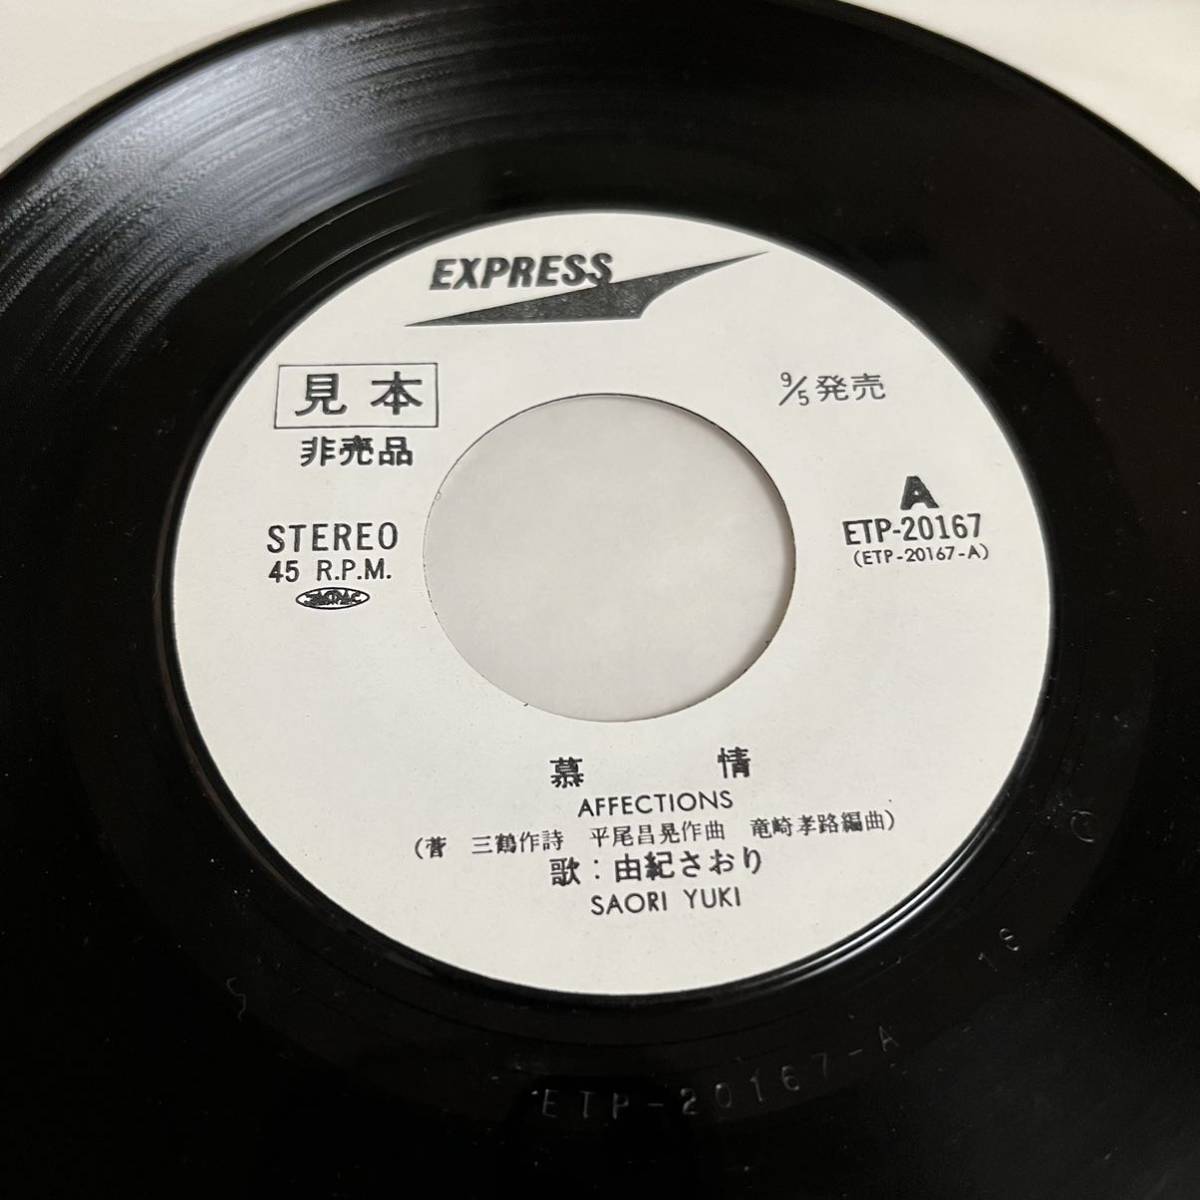 EXPRESS
見本
非売品
9/5発売
STEREO
45 R.P.M.
A
ETP-20167
(ETP-20167-A)
慕情
AFFECTIONS
(菅 三鶴作詩 平尾昌晃作曲 竜崎孝路編曲)
歌:由紀さおり
SAORI YUKI
ETP-20167-A 16